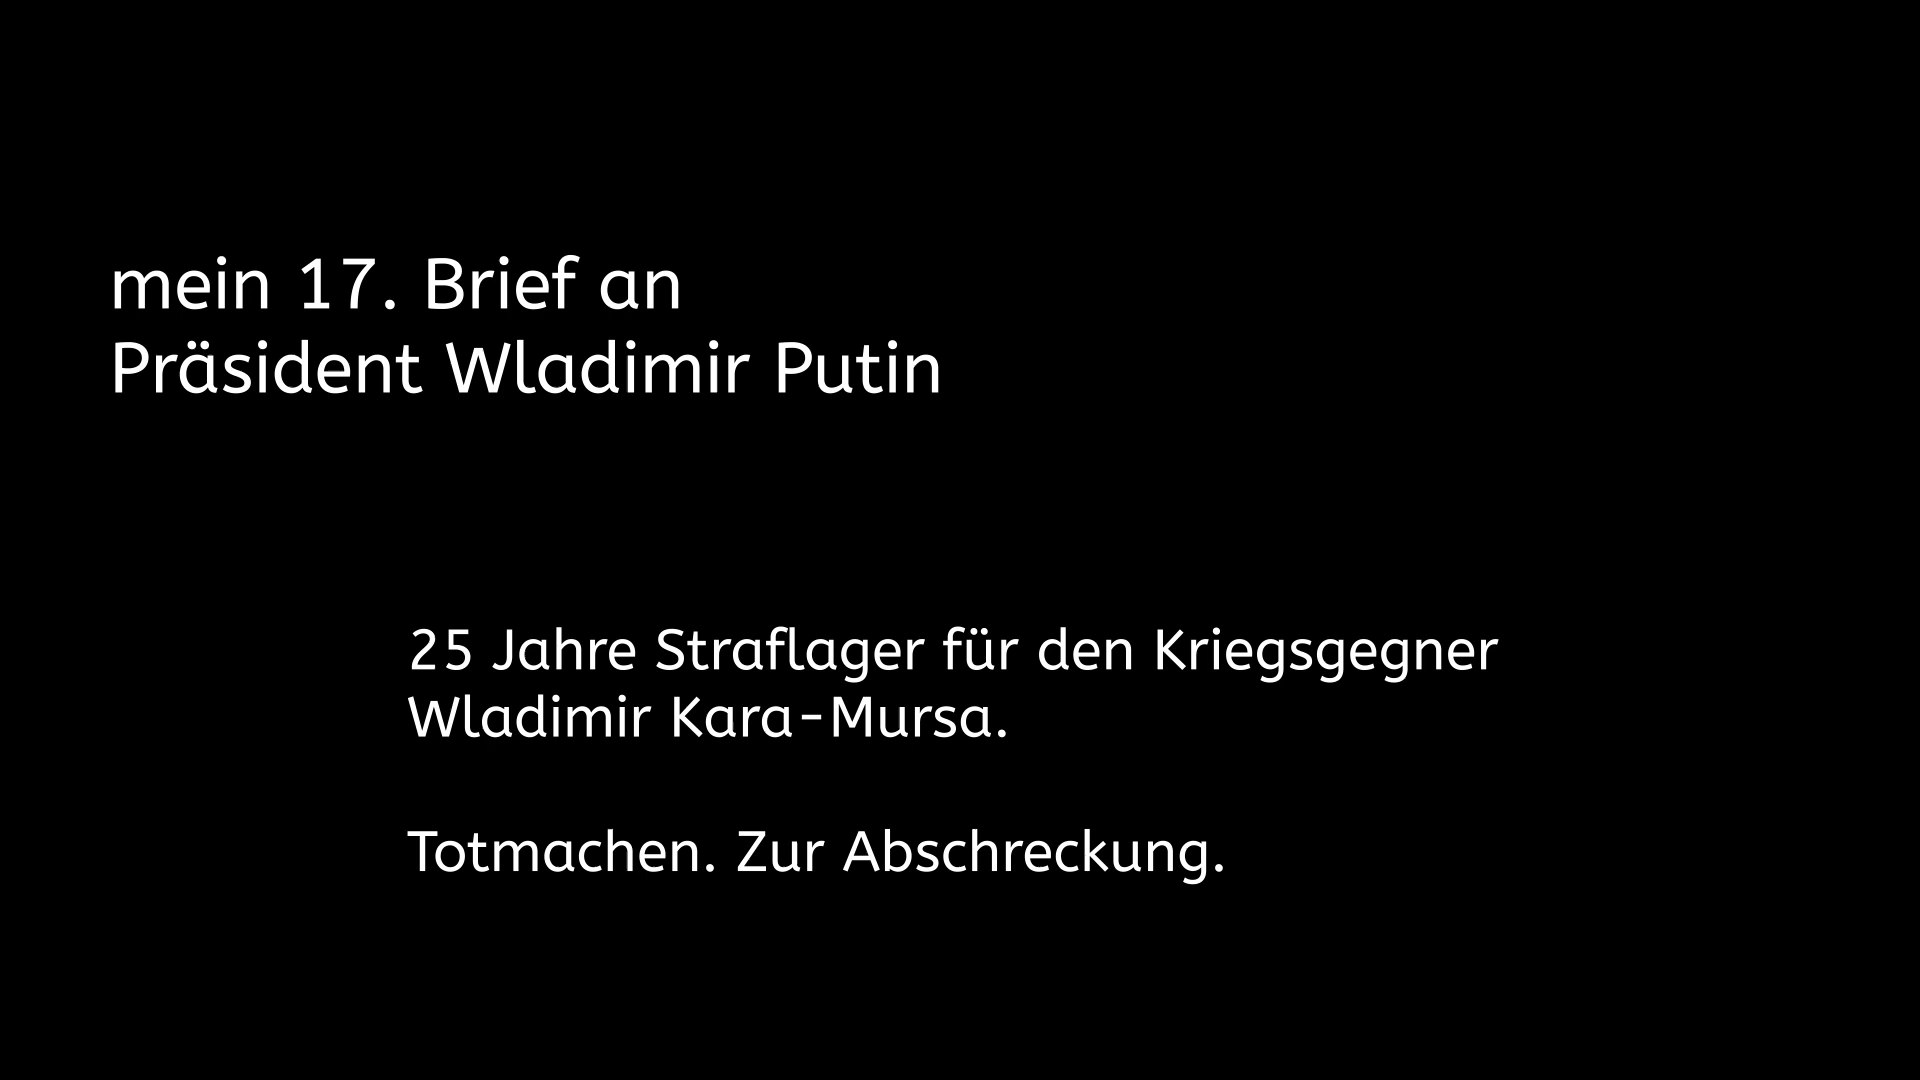 mein 17. Brief an
Präsident Wladimir Putin
25 Jahre Straflager für den Kriegsgegner
Wladimir Kara-Mursa.
Totmachen. Zur Abschreckung.